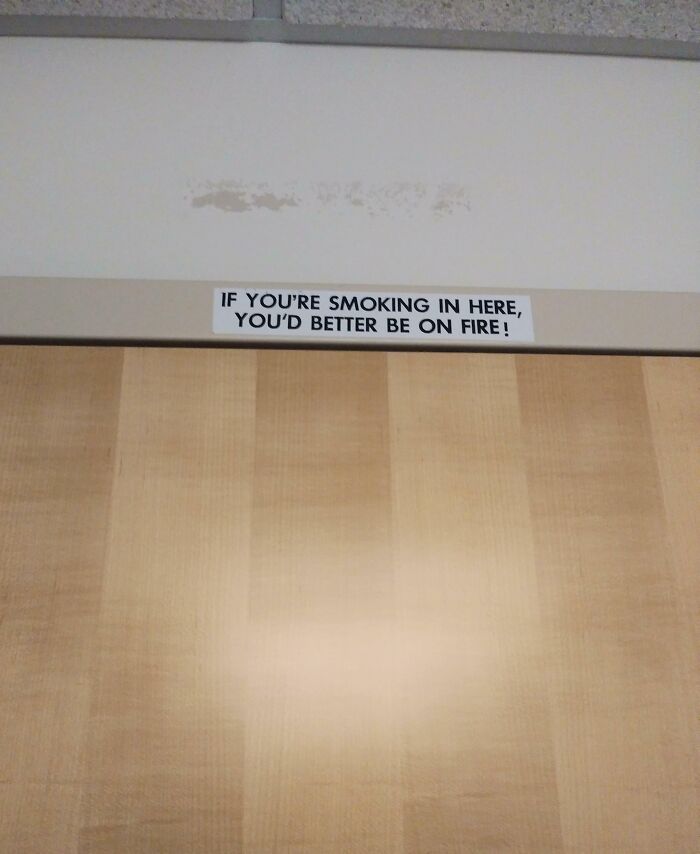 IF YOU'RE SMOKING IN HERE,
YOU'D BETTER BE ON FIRE!